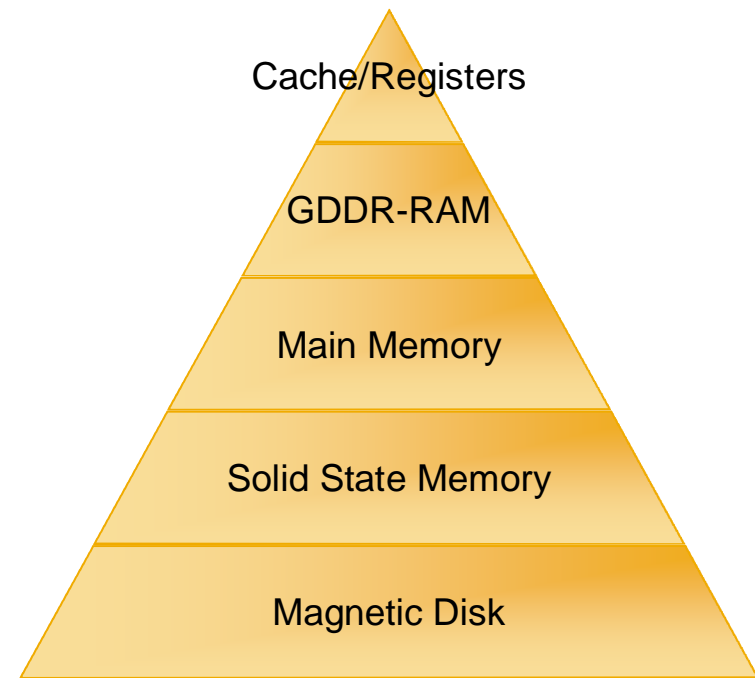 Cache/Registers
GDDR-RAM
Main Memory
Solid State Memory
Magnetic Disk